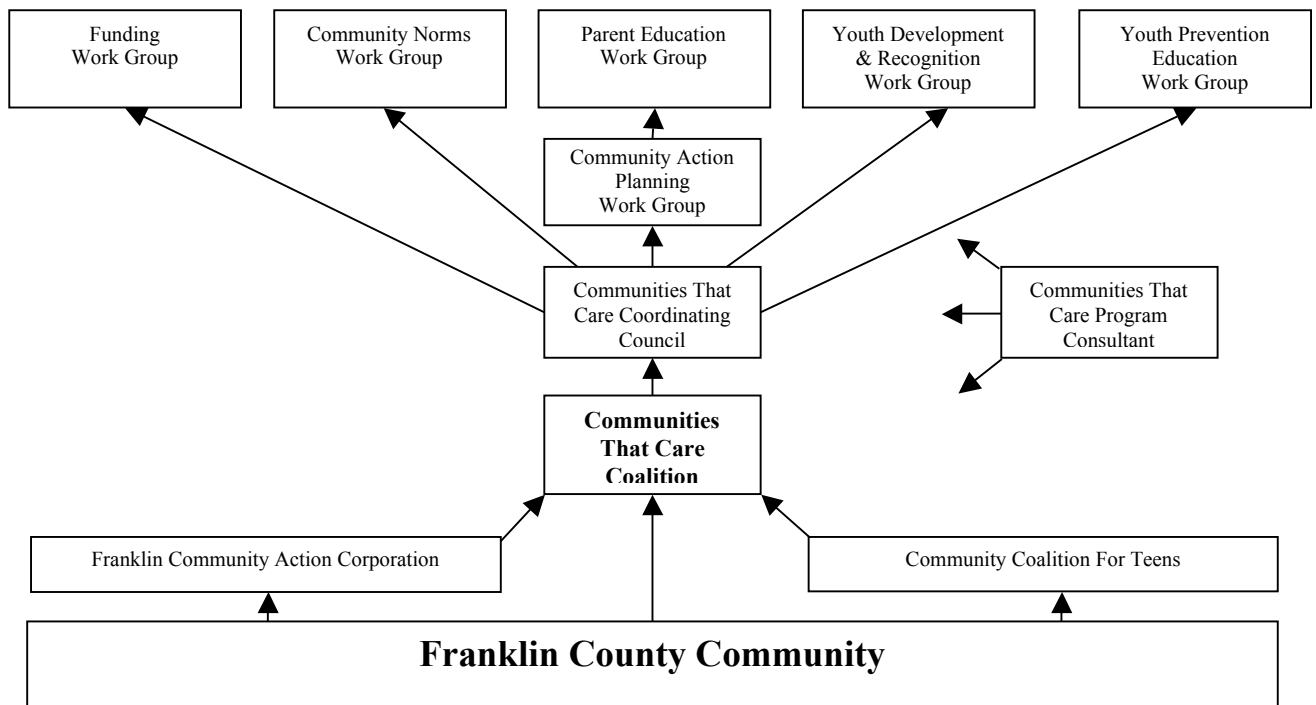 Funding
Work Group
Community Norms
Work Group
Parent Education
Work Group
Youth Development
& Recognition
Work Group
Youth Prevention
Education
Work Group
Community Action
Planning
Work Group
Communities That
Care Coordinating
Council
Communities That
Care Program
Consultant
Communities
That Care
Coalition
Franklin Community Action Corporation
Community Coalition For Teens
Franklin County Community